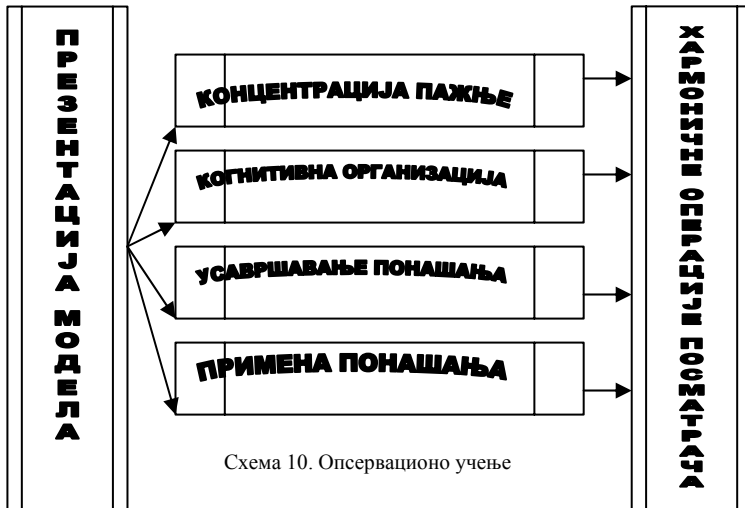 ПРЕЗЕНТАЦИЈА МОДЕЛА
КОНЦЕНТРАЦИЈА ПАЖЊЕ
КОГНИТИВНА ОРГАНИЗАЦИЈА
УСАВРШАВАЊЕ ПОНАШАЊА
ПРИМЕНА ПОНАШАЊА
ХАРМОНИЧНЕ ОПЕРАЦИЈЕ ПОСМАТРАЧА
Схема 10. Опсервационо учење